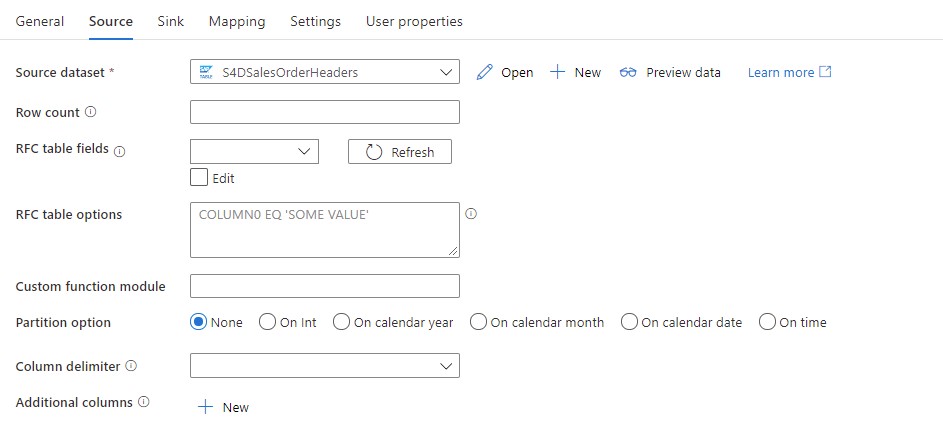 General Source Sink Mapping Settings User properties
Source dataset * SAP TABLE S4DSalesOrderHeaders Open New Preview data Learn more
Row count
RFC table fields Refresh
Edit
RFC table options COLUMN0 EQ 'SOME VALUE'
Custom function module
Partition option None On Int On calendar year On calendar month On calendar date On time
Column delimiter
Additional columns New